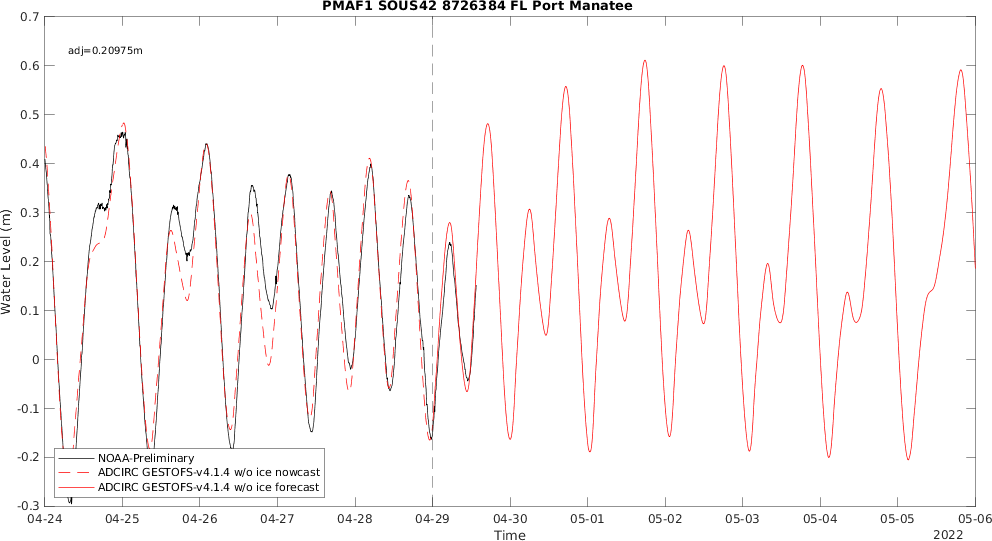 PMAF1 SOUS42 8726384 FL Port Manatee
adj=0.20975m
Water Level (m)
0.7
0.6
0.5
0.4
0.3
0.2
0.1
0
-0.1
-0.2
-0.3
NOAA-Preliminary
ADCIRC GESTOFS-v4.1.4 w/o ice nowcast
ADCIRC GESTOFS-v4.1.4 w/o ice forecast
04-24 04-25 04-26 04-27 04-28 04-29 04-30 05-01 05-02 05-03 05-04 05-05 05-06
Time
2022